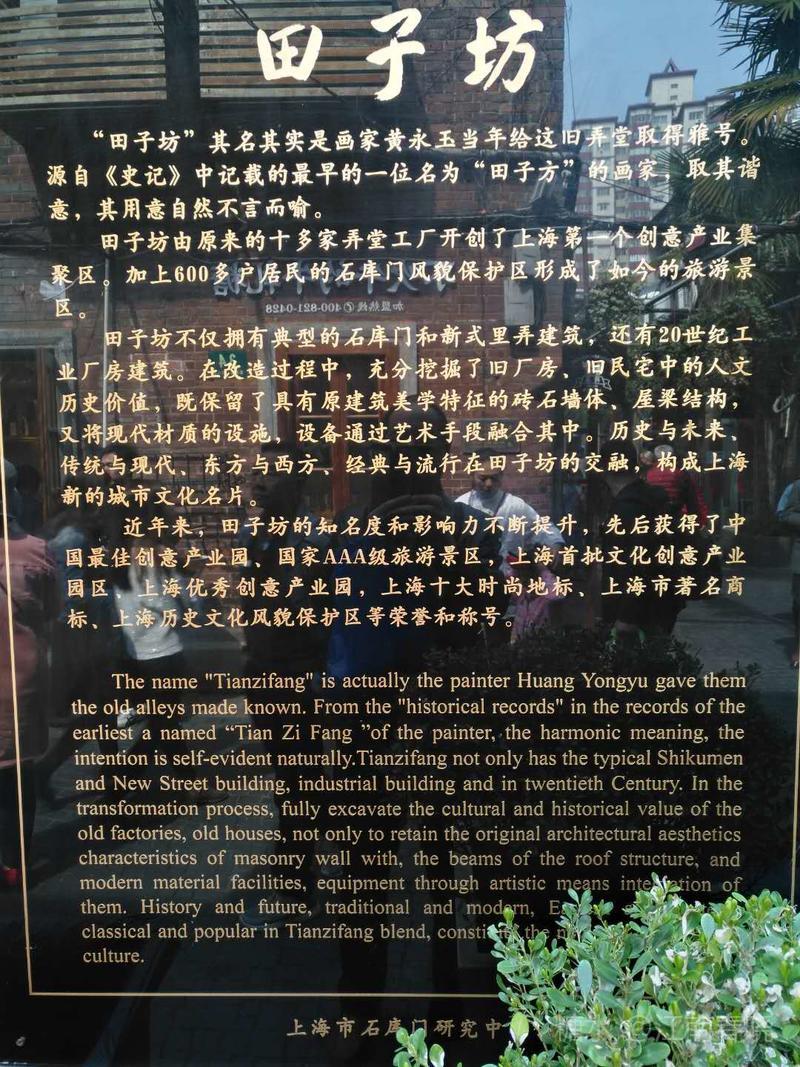 田子坊
“田子坊”其名其实是画家黄永玉当年给这旧弄堂取得雅号。
源自《史记》中记载的最早的一位名为“田子方”的画家，取其谐
意，其用意自然不言而喻。
田子坊由原来的十多家弄堂工厂开创了上海第一个创意产业集
聚区。加上600多户居民的石库门风貌保护区形成了如今的旅游景
区。
田子坊不仅拥有典型的石库门和新式里弄建筑，还有20世纪工
业厂房建筑。在改造过程中，充分挖掘了旧厂房、旧民宅中的人文
历史价值，既保留了具有原建筑美学特征的砖石墙体、屋梁结构，
又将现代材质的设施，设备通过艺术手段融合其中。历史与未来、
传统与现代、东方与西方、经典与流行在田子坊的交融，构成上海
新的城市文化名片。
近年来，田子坊的知名度和影响力不断提升，先后获得了中
国最佳创意产业园、国家AAA级旅游景区，上海首批文化创意产业
园区、上海优秀创意产业园，上海十大时尚地标、上海市著名商
标、上海历史文化风貌保护区等荣誉和称号。
The name "Tianzifang" is actually the painter Huang Yongyu gave them
the old alleys made known. From the "historical records" in the records of the
earliest a named “Tian Zi Fang ”of the painter, the harmonic meaning, the
intention is self-evident naturally.Tianzifang not only has the typical Shikumen
and New Street building, industrial building and in twentieth Century. In the
transformation process, fully excavate the cultural and historical value of the
old factories, old houses, not only to retain the original architectural aesthetics
characteristics of masonry wall with, the beams of the roof structure, and
modern material facilities, equipment through artistic means of
them. History and future, traditional and modern,
classical and popular in Tianzifang blend, the
culture.
上海市石库门研究中
加盟热线 400-821-0428